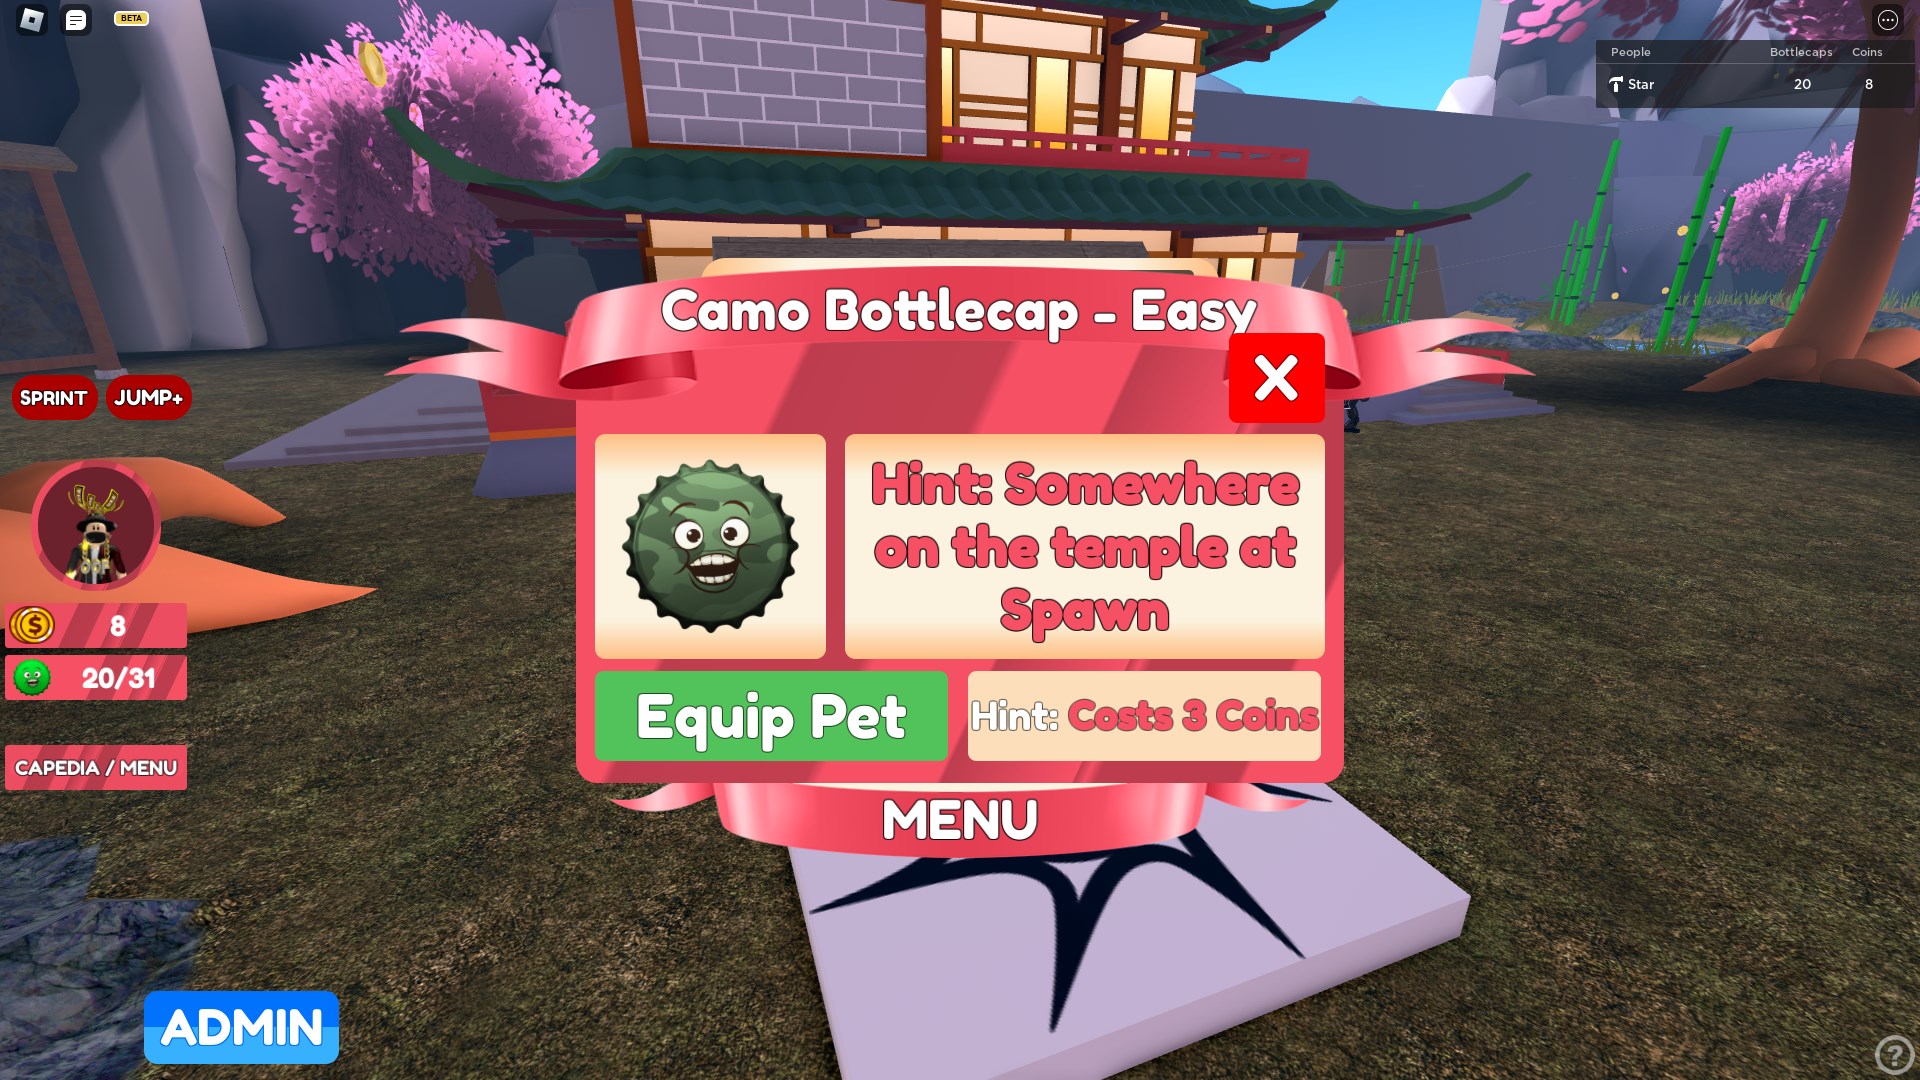 BETA
People Bottlecaps Coins
Star 20 8
Camo Bottlecap - Easy
X
SPRINT JUMP+
Hint: Somewhere
on the temple at
Spawn
8
20/31
Equip Pet
Hint: Costs 3 Coins
CAPEDIA / MENU
MENU
ADMIN
?